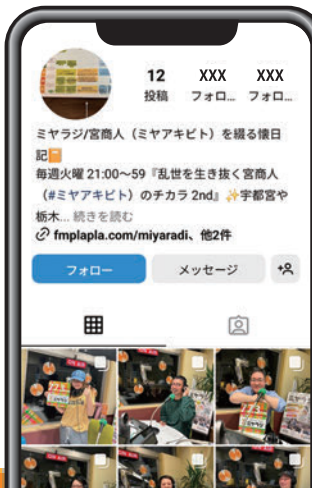 12 XXX XXX
投稿 フォロ... フォロ...
ミヤラジ/宮商人（ミヤアキビト）を綴る懐日
記📔
毎週火曜 21:00〜59『乱世を生き抜く宮商人
（#ミヤアキビト）のチカラ 2nd』✨宇都宮や
栃木... 続きを読む
fmplapla.com/miyaradi、他2件
フォロー メッセージ